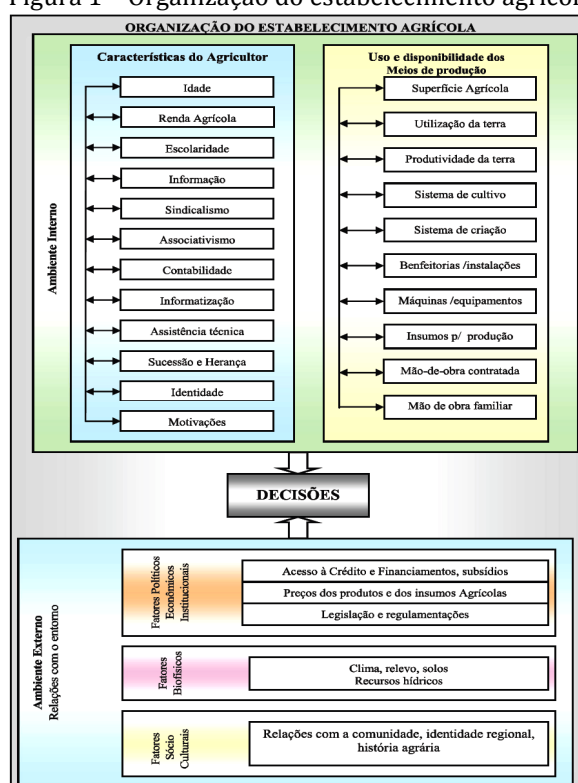 Figura 1 – Organização do estabelecimento agrícol
ORGANIZAÇÃO DO ESTABELECIMENTO AGRÍCOLA
Ambiente Interno
Características do Agricultor
Idade
Renda Agrícola
Escolaridade
Informação
Sindicalismo
Associativismo
Contabilidade
Informatização
Assistência técnica
Sucessão e Herança
Identidade
Motivações
Uso e disponibilidade dos
Meios de produção
Superfície Agrícola
Utilização da terra
Produtividade da terra
Sistema de cultivo
Sistema de criação
Benfeitorias /instalações
Máquinas /equipamentos
Insumos p/ produção
Mão-de-obra contratada
Mão de obra familiar
DECISÕES
Ambiente Externo
Relações com o entorno
Fatores Políticos
Econômicos
Institucionais
Acesso à Crédito e Financiamentos, subsídios
Preços dos produtos e dos insumos Agrícolas
Legislação e regulamentações
Fatores
Biofísicos
Clima, relevo, solos
Recursos hídricos
Fatores
Sócio
Culturais
Relações com a comunidade, identidade regional,
história agrária